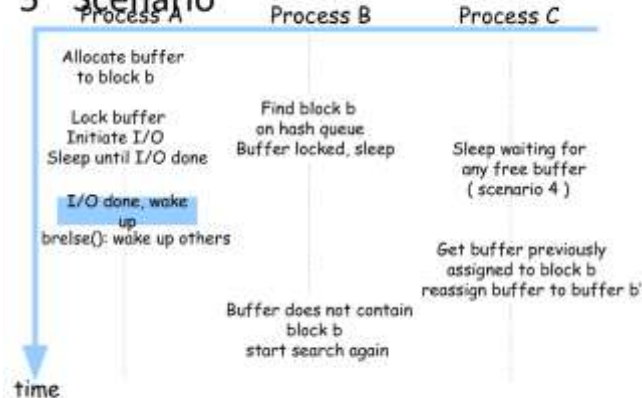 5 Scenario
Process A
Process B
Process C
Allocate buffer
to block b
Lock buffer
Initiate I/O
Sleep until I/O done
Find block b
on hash queue
Buffer locked, sleep
Sleep waiting for
any free buffer
( scenario 4 )
I/O done, wake
up
brelse(): wake up others
Get buffer previously
assigned to block b
reassign buffer to buffer b'
Buffer does not contain
block b
start search again
time